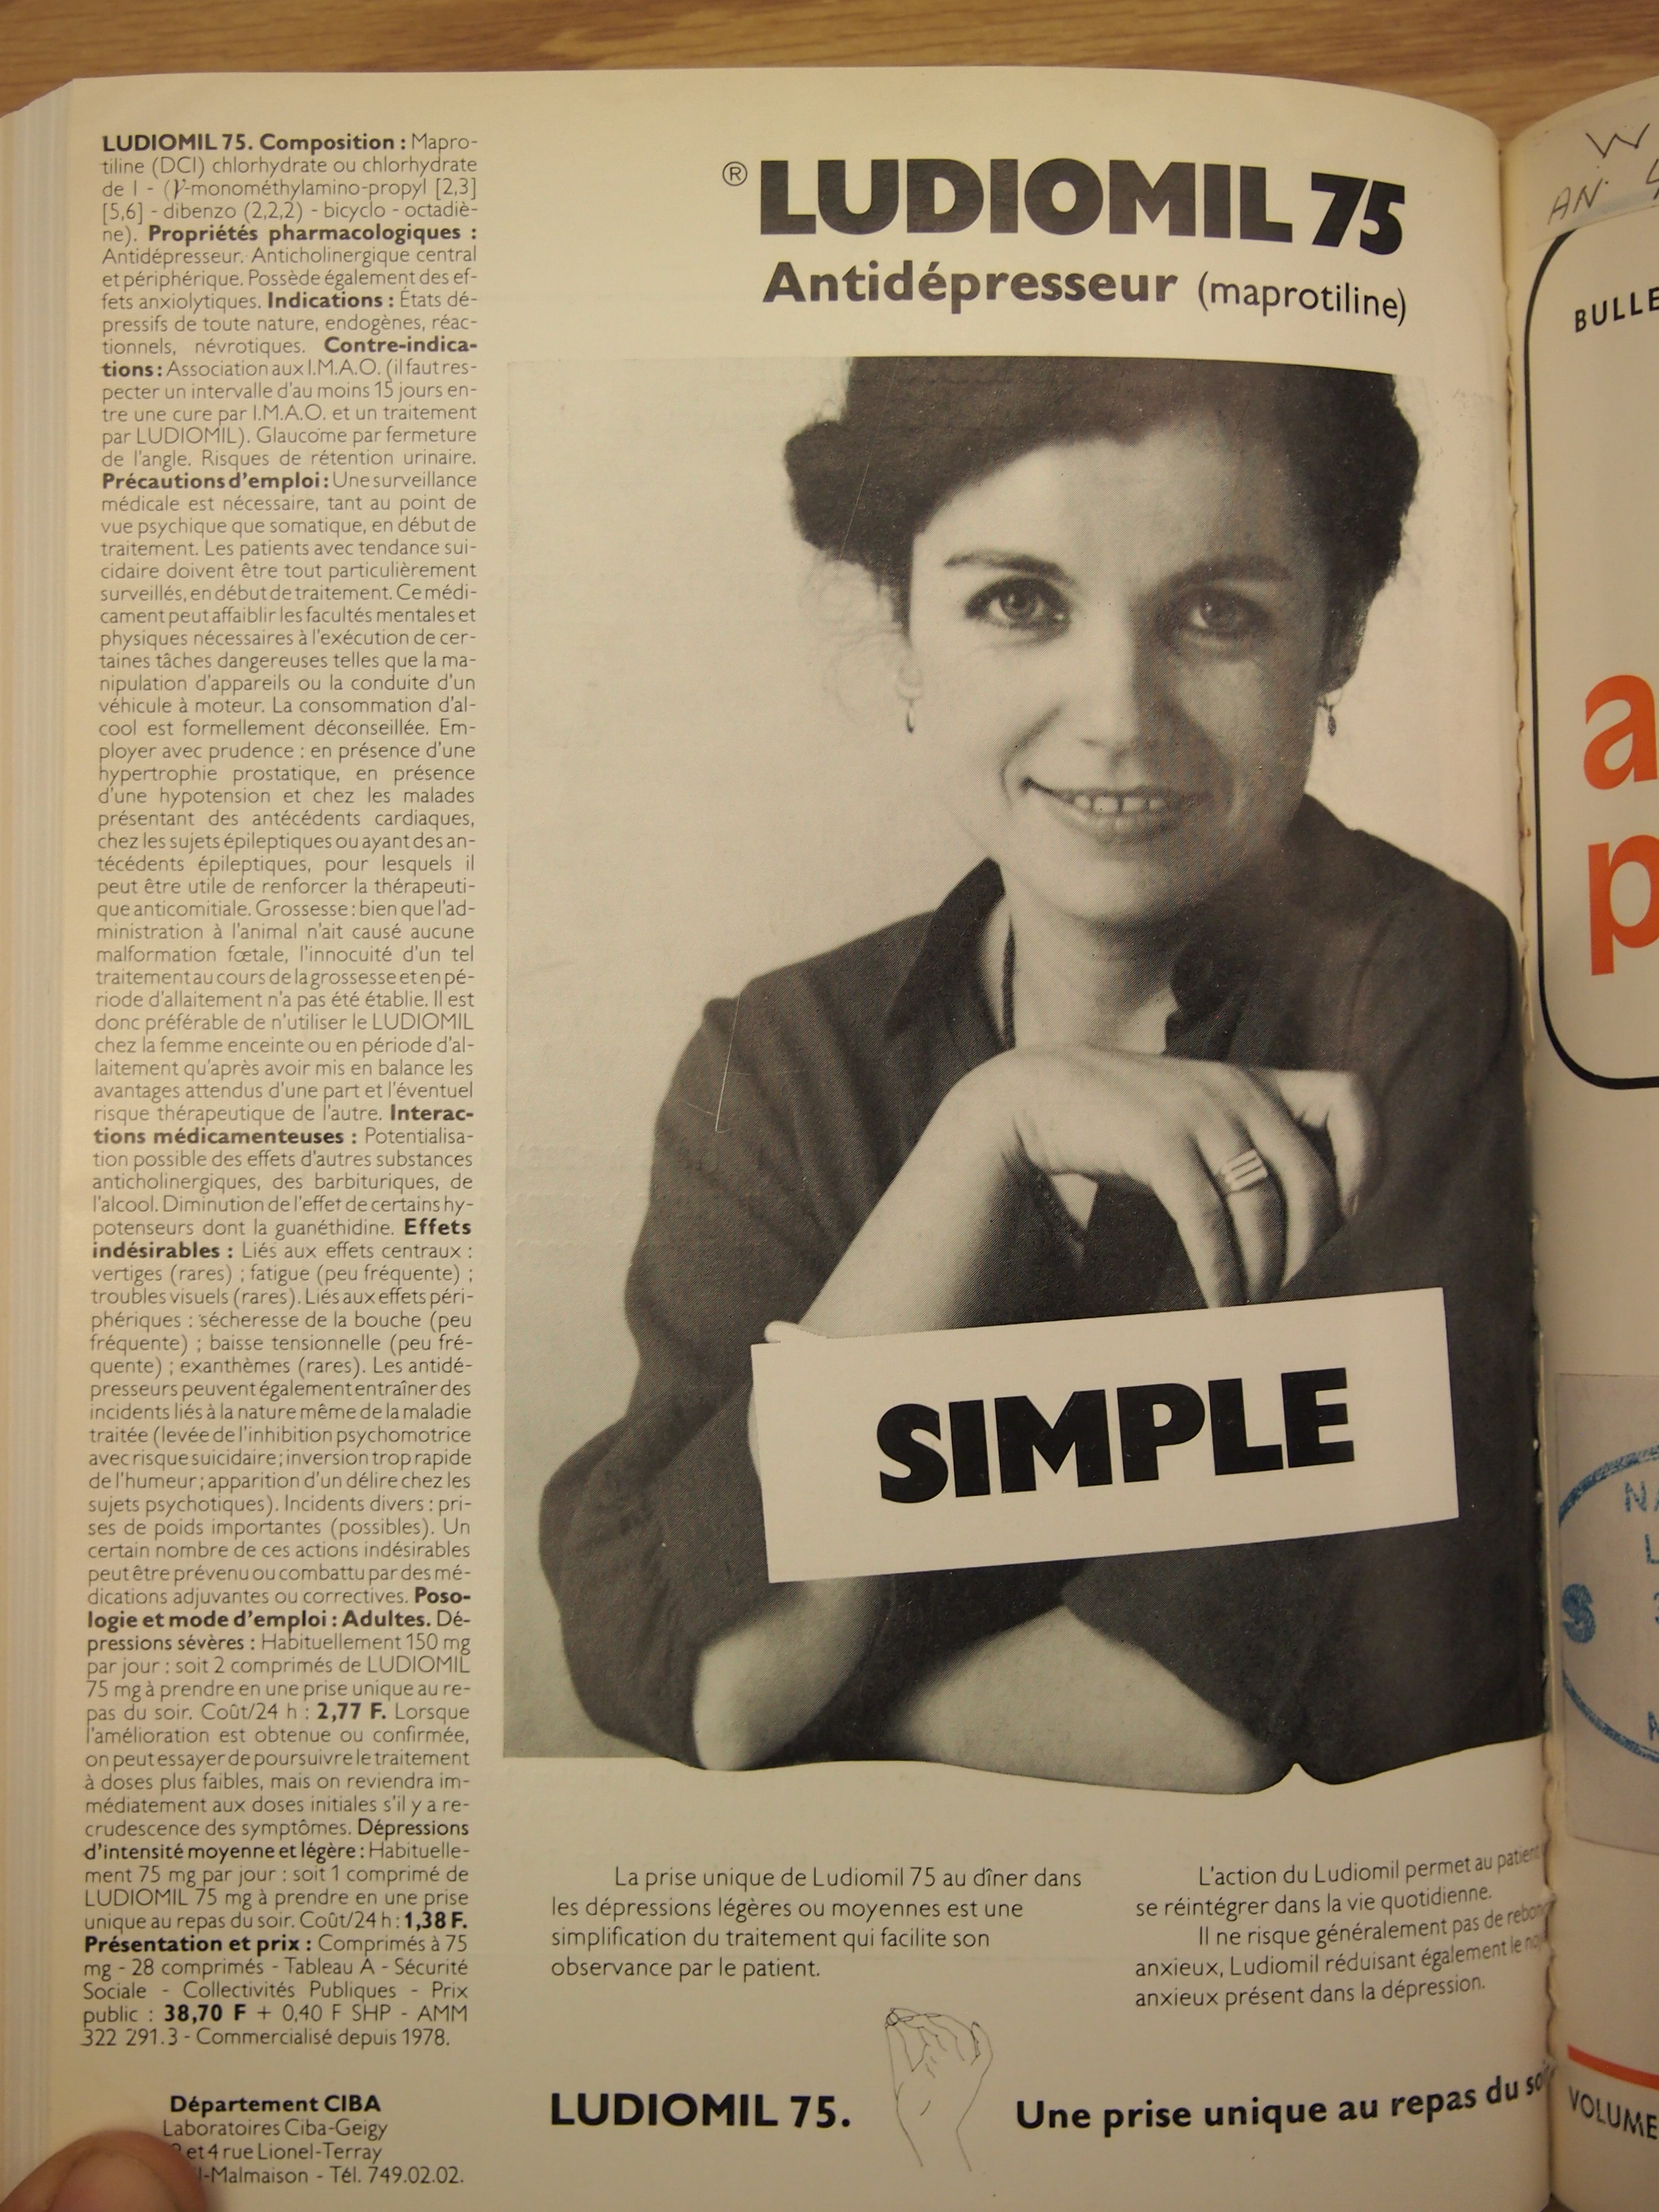 LUDIOMIL 75. Composition : Mapro-
tiline (DCI) chlorhydrate ou chlorhydrate
de l - (γ-monométhylamino-propyl [2,3]
[5,6] - dibenzo (2,2,2) - bicyclo - octadiè-
ne). Propriétés pharmacologiques :
Antidépresseur. Anticholinergique central
et périphérique. Possède également des ef-
fets anxiolytiques. Indications : États dé-
pressifs de toute nature, endogènes, réac-
tionnels, névrotiques. Contre-indica-
tions : Association aux I.M.A.O. (il faut res-
pecter un intervalle d'au moins 15 jours en-
tre une cure par I.M.A.O. et un traitement
par LUDIOMIL). Glaucome par fermeture
de l'angle. Risques de rétention urinaire.
Précautions d'emploi : Une surveillance
médicale est nécessaire, tant au point de
vue psychique que somatique, en début de
traitement. Les patients avec tendance sui-
cidaire doivent être tout particulièrement
surveillés, en début de traitement. Ce médi-
cament peut affaiblir les facultés mentales et
physiques nécessaires à l'exécution de cer-
taines tâches dangereuses telles que la ma-
nipulation d'appareils ou la conduite d'un
véhicule à moteur. La consommation d'al-
cool est formellement déconseillée. Em-
ployer avec prudence : en présence d'une
hypertrophie prostatique, en présence
d'une hypotension et chez les malades
présentant des antécédents cardiaques,
chez les sujets épileptiques ou ayant des an-
técédents épileptiques, pour lesquels il
peut être utile de renforcer la thérapeuti-
que anticomitiale. Grossesse : bien que l'ad-
ministration à l'animal n'ait causé aucune
malformation fœtale, l'innocuité d'un tel
traitement au cours de la grossesse et en pé-
riode d'allaitement n'a pas été établie. Il est
donc préférable de n'utiliser le LUDIOMIL
chez la femme enceinte ou en période d'al-
laitement qu'après avoir mis en balance les
avantages attendus d'une part et l'éventuel
risque thérapeutique de l'autre. Interac-
tions médicamenteuses : Potentialisa-
tion possible des effets d'autres substances
anticholinergiques, des barbituriques, de
l'alcool. Diminution de l'effet de certains hy-
potenseurs dont la guanéthidine. Effets
indésirables : Liés aux effets centraux :
vertiges (rares) ; fatigue (peu fréquente) ;
troubles visuels (rares). Liés aux effets péri-
phériques : sécheresse de la bouche (peu
fréquente) ; baisse tensionnelle (peu fré-
quente) ; exanthèmes (rares). Les antidé-
presseurs peuvent également entraîner des
incidents liés à la nature même de la maladie
traitée (levée de l'inhibition psychomotrice
avec risque suicidaire ; inversion trop rapide
de l'humeur ; apparition d'un délire chez les
sujets psychotiques). Incidents divers : pri-
ses de poids importantes (possibles). Un
certain nombre de ces actions indésirables
peut être prévenu ou combattu par des mé-
dications adjuvantes ou correctives. Poso-
logie et mode d'emploi : Adultes. Dé-
pressions sévères : Habituellement 150 mg
par jour : soit 2 comprimés de LUDIOMIL
75 mg à prendre en une prise unique au re-
pas du soir. Coût/24 h : 2,77 F. Lorsque
l'amélioration est obtenue ou confirmée,
on peut essayer de poursuivre le traitement
à doses plus faibles, mais on reviendra im-
médiatement aux doses initiales s'il y a re-
crudescence des symptômes. Dépressions
d'intensité moyenne et légère : Habituelle-
ment 75 mg par jour : soit 1 comprimé de
LUDIOMIL 75 mg à prendre en une prise
unique au repas du soir. Coût/24 h : 1,38 F.
Présentation et prix : Comprimés à 75
mg - 28 comprimés - Tableau A - Sécurité
Sociale - Collectivités Publiques - Prix
public : 38,70 F + 0,40 F SHP - AMM
322 291.3 - Commercialisé depuis 1978.
Département CIBA
Laboratoires Ciba-Geigy
et 4 rue Lionel-Terray
-Malmaison - Tél. 749.02.02.
® LUDIOMIL 75
Antidépresseur (maprotiline)
SIMPLE
La prise unique de Ludiomil 75 au dîner dans
les dépressions légères ou moyennes est une
simplification du traitement qui facilite son
observance par le patient.
L'action du Ludiomil permet au patient
se réintégrer dans la vie quotidienne.
Il ne risque généralement pas de
anxieux, Ludiomil réduisant également le
anxieux présent dans la dépression.
LUDIOMIL 75.
Une prise unique au repas du
W
AN
BULLE
a
p
S
VOLUME